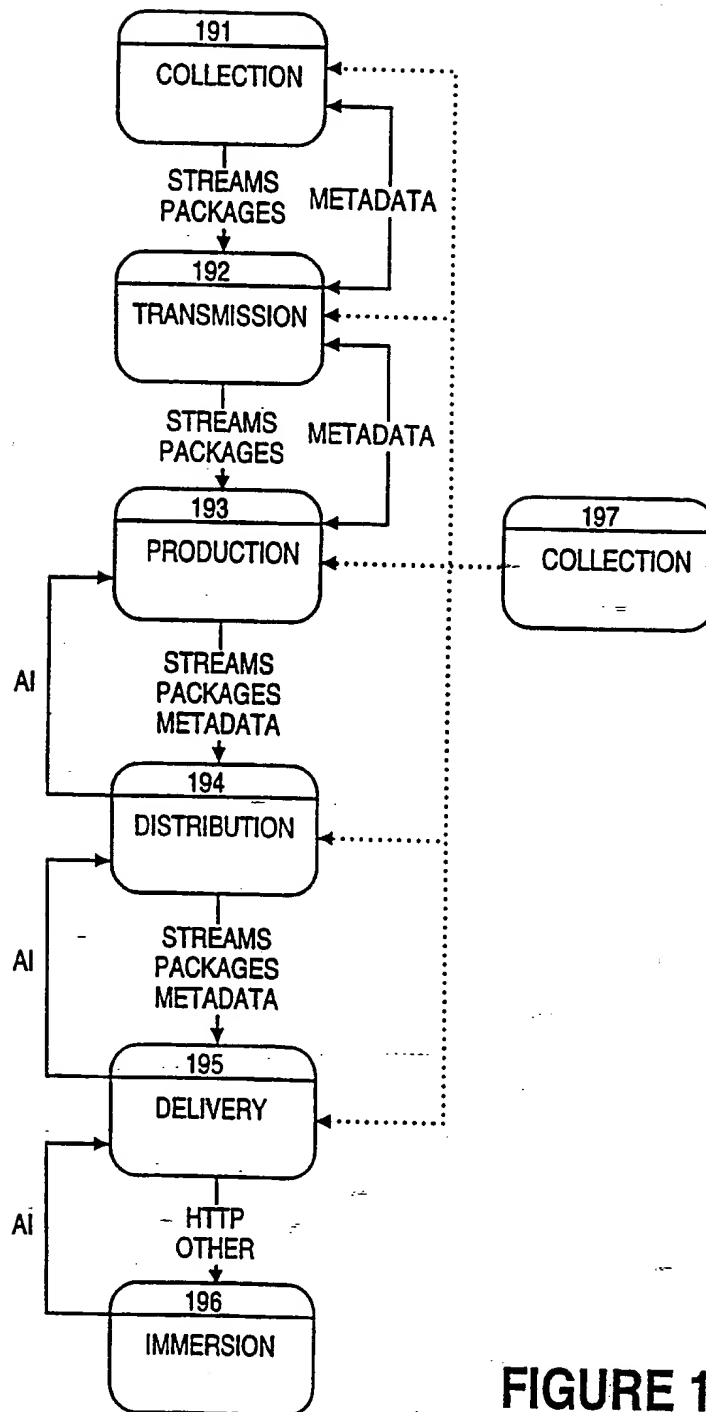 191
COLLECTION
STREAMS
PACKAGES
METADATA
192
TRANSMISSION
STREAMS
PACKAGES
METADATA
193
PRODUCTION
197
COLLECTION
AI
STREAMS
PACKAGES
METADATA
194
DISTRIBUTION
AI
STREAMS
PACKAGES
METADATA
195
DELIVERY
AI
HTTP
OTHER
196
IMMERSION
FIGURE 1